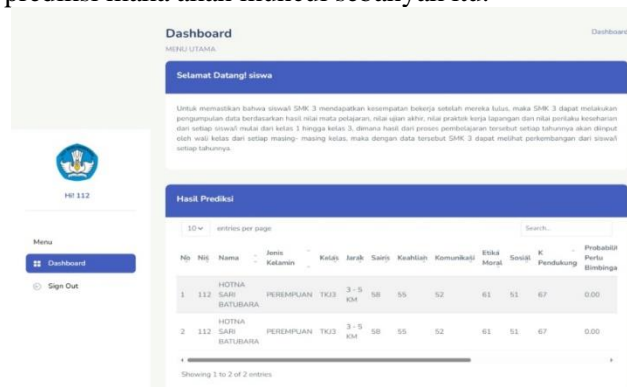 prediksi maka akan muncul sebanyak itu.
Dashboard
Dashboard
MENU UTAMA
Selamat Datang! siswa
Untuk memastikan bahwa siswa/i SMK 3 mendapatkan kesempatan bekerja setelah mereka lulus, maka SMK 3 dapat melakukan
pengumpulan data berdasarkan hasil nilai mata pelajaran, nilai ujian akhir, nilai praktek kerja lapangan dan nilai perilaku keseharian
dari setiap siswa/i mulai dari kelas 1 hingga kelas 3, dimana hasil dari proses pembelajaran tersebut setiap tahunnya akan diinput
oleh wali kelas dari setiap masing- masing kelas, maka dengan data tersebut SMK 3 dapat melihat perkembangan dari siswa/i
setiap tahunnya.
Hi! 112
Menu
Dashboard
Sign Out
Hasil Prediksi
10 entries per page
Search...
No Nis Nama Jenis Kelamin Kelas Jarak Sains Keahlian Komunikasi Etika Moral Sosial K Pendukung Probabilit Perlu Bimbinga
1 112 HOTNA SARI BATUBARA PEREMPUAN TKJ3 3 - 5 KM 58 55 52 61 51 67 0.00
2 112 HOTNA SARI BATUBARA PEREMPUAN TKJ3 3 - 5 KM 58 55 52 61 51 67 0.00
Showing 1 to 2 of 2 entries